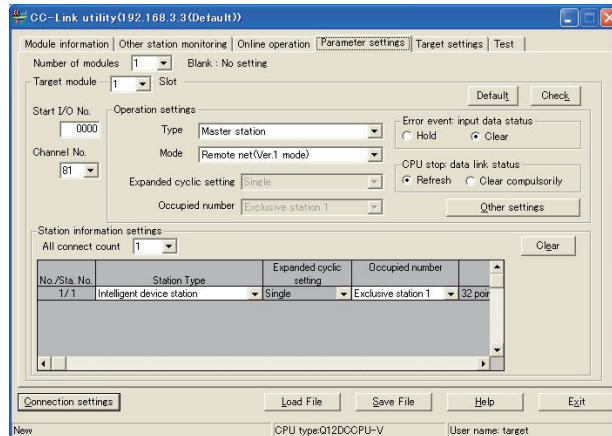 CC-Link utility(192.168.3.3(Default))
Module information Other station monitoring Online operation Parameter settings Target settings Test
Number of modules 1 Blank : No setting
Target module 1 Slot
Default Check
Start I/O No.
0000
Channel No.
81
Operation settings
Type Master station
Mode Remote net(Ver.1 mode)
Expanded cyclic setting Single
Occupied number Exclusive station 1
Error event: input data status
Hold Clear
CPU stop: data link status
Refresh Clear compulsorily
Other settings
Station information settings
All connect count 1
Clear
No./Sta. No. Station Type Expanded cyclic setting Occupied number
1/ 1 Intelligent device station Single Exclusive station 1 32 poin
Connection settings Load File Save File Help Exit
New CPU type:Q12DCCPU-V User name: target